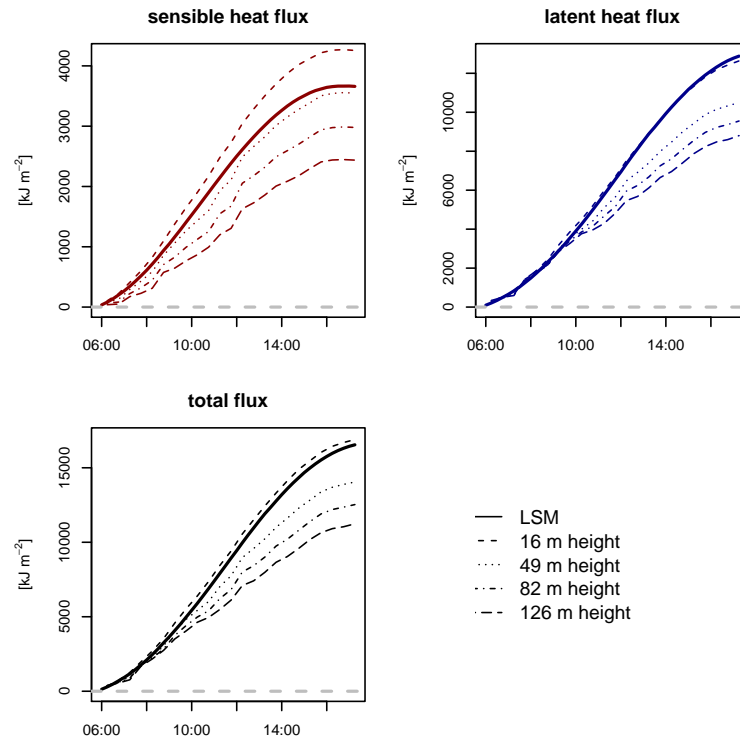 sensible heat flux
[kJ m⁻²]
4000
3000
2000
1000
0
06:00 10:00 14:00
latent heat flux
[kJ m⁻²]
10000
6000
2000
0
06:00 10:00 14:00
total flux
[kJ m⁻²]
15000
10000
5000
0
06:00 10:00 14:00
LSM
16 m height
49 m height
82 m height
126 m height